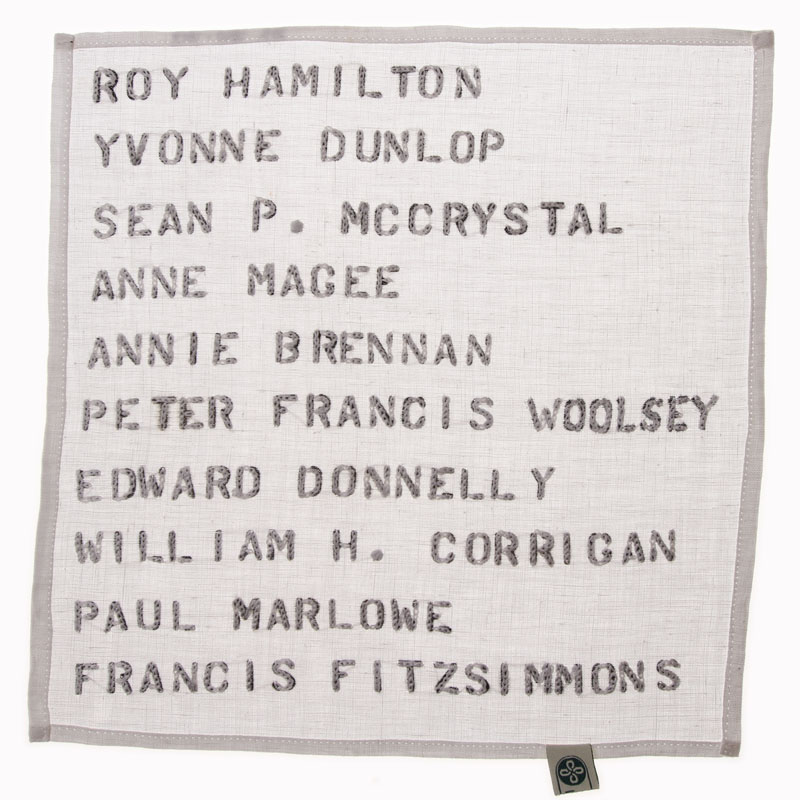 ROY HAMILTON
YVONNE DUNLOP
SEAN P. MCCRYSTAL
ANNE MAGEE
ANNIE BRENNAN
PETER FRANCIS WOOLSEY
EDWARD DONNELLY
WILLIAM H. CORRIGAN
PAUL MARLOWE
FRANCIS FITZSIMMONS